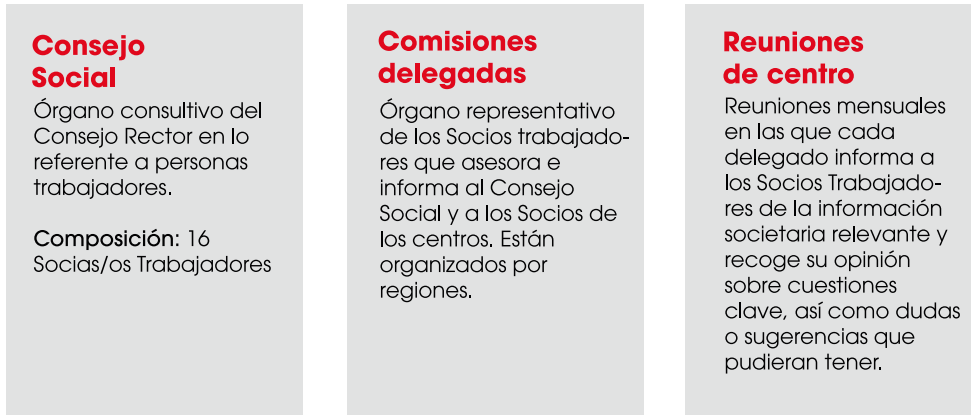 Consejo
Social
Órgano consultivo del
Consejo Rector en lo
referente a personas
trabajadores.
Composición: 16
Socias/os Trabajadores
Comisiones
delegadas
Órgano representativo
de los Socios trabajado-
res que asesora e
informa al Consejo
Social y a los Socios de
los centros. Están
organizados por
regiones.
Reuniones
de centro
Reuniones mensuales
en las que cada
delegado informa a
los Socios Trabajado-
res de la información
societaria relevante y
recoge su opinión
sobre cuestiones
clave, así como dudas
o sugerencias que
pudieran tener.